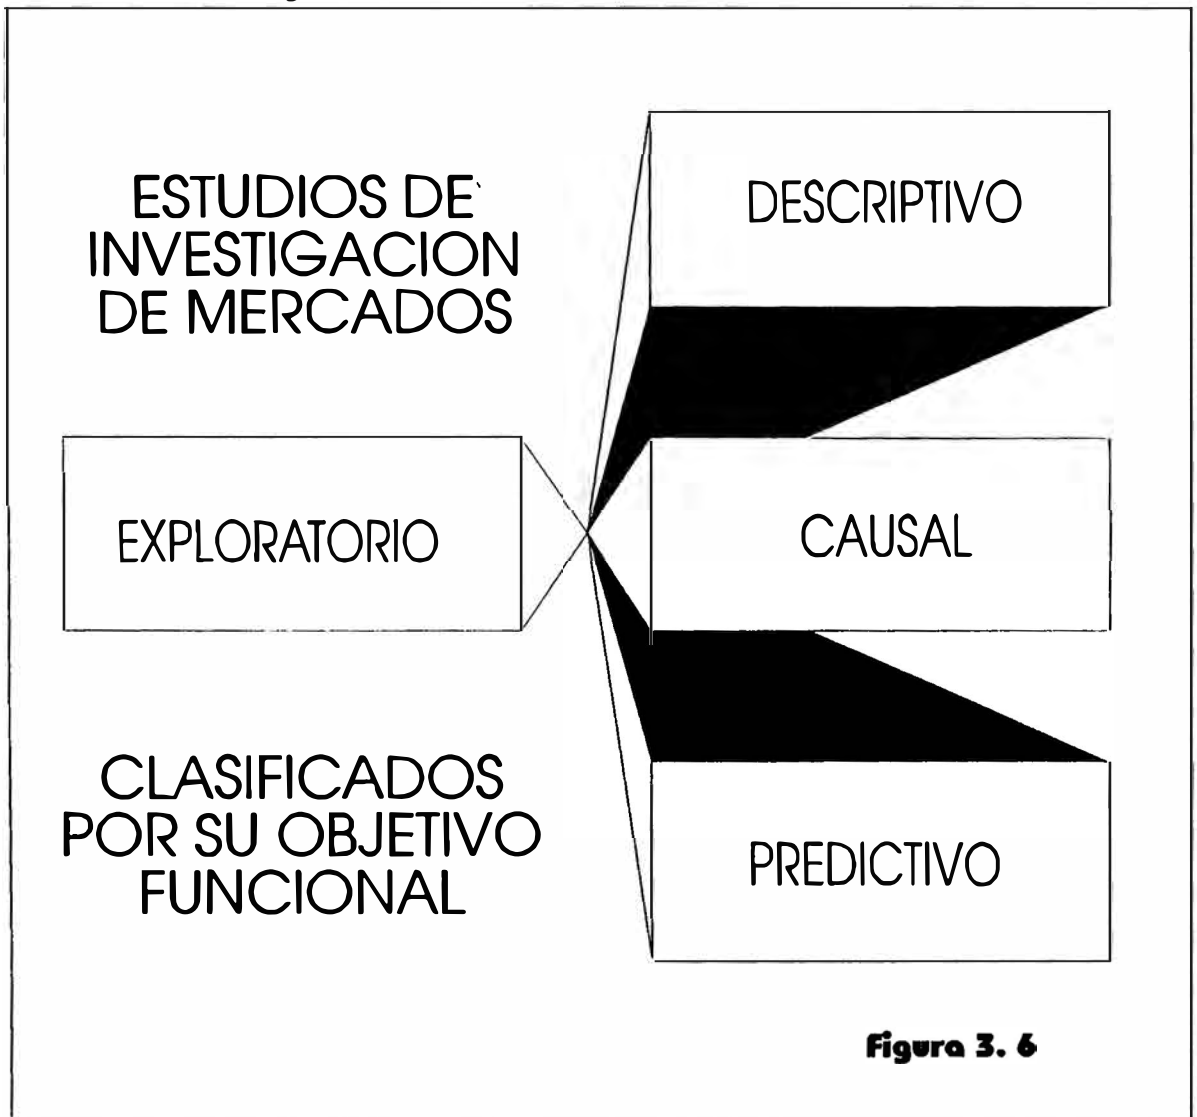 ESTUDIOS DE
INVESTIGACION
DE MERCADOS
DESCRIPTIVO
EXPLORATORIO
CAUSAL
CLASIFICADOS
POR SU OBJETIVO
FUNCIONAL
PREDICTIVO
Figura 3. 6